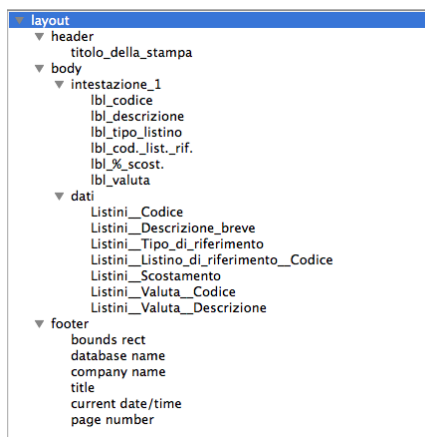 layout
header
titolo_della_stampa
body
intestazione_1
lbl_codice
lbl_descrizione
lbl_tipo_listino
lbl_cod._list._rif.
lbl_%_scost.
lbl_valuta
dati
Listini__Codice
Listini__Descrizione_breve
Listini__Tipo_di_riferimento
Listini__Listino_di_riferimento__Codice
Listini__Scostamento
Listini__Valuta__Codice
Listini__Valuta__Descrizione
footer
bounds rect
database name
company name
title
current date/time
page number